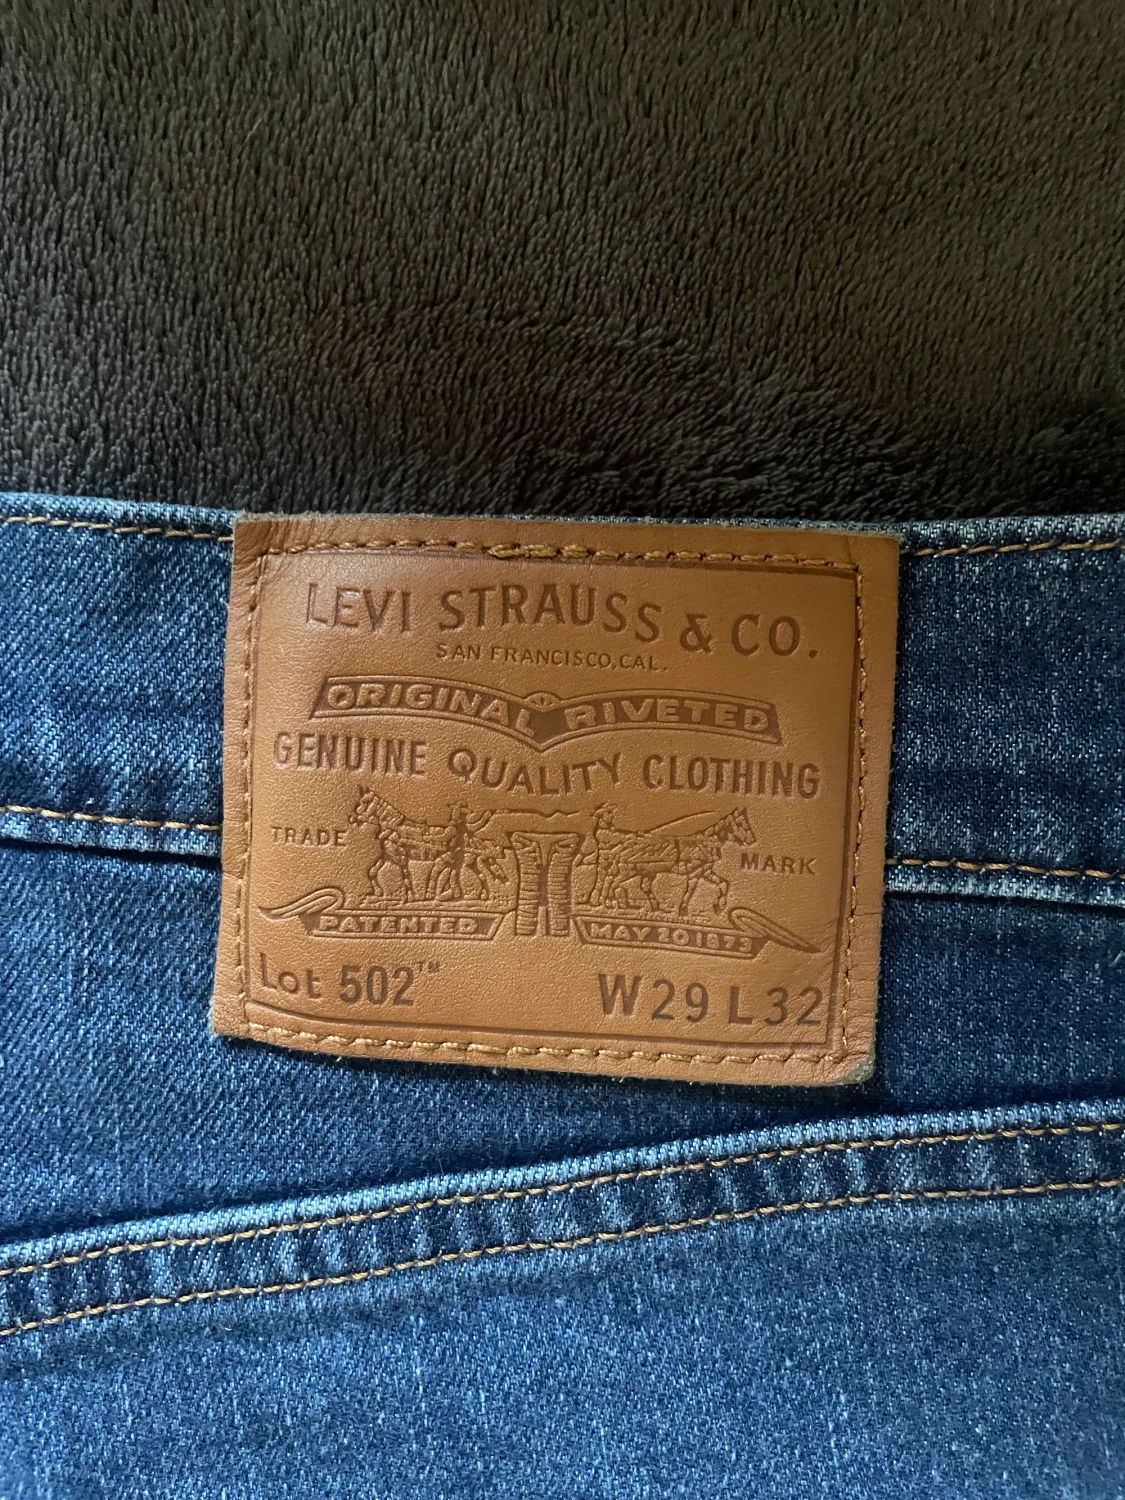 LEVI STRAUSS & CO.
SAN FRANCISCO, CAL.
ORIGINAL RIVETED
GENUINE QUALITY CLOTHING
TRADE MARK
PATENTED MAY 20 1873
Lot 502™ W29 L32